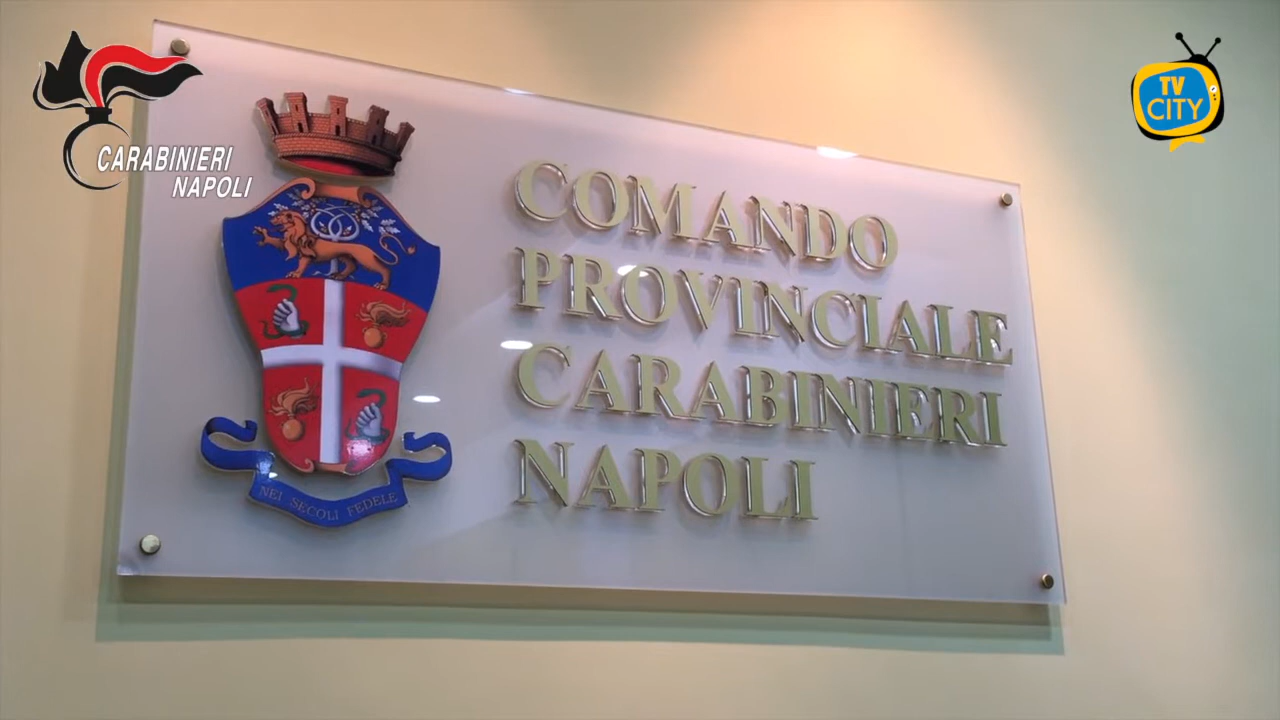 CARABINIERI
NAPOLI
TV
CITY
COMANDO
PROVINCIALE
CARABINIERI
NAPOLI
NEI SECOLI FEDELE